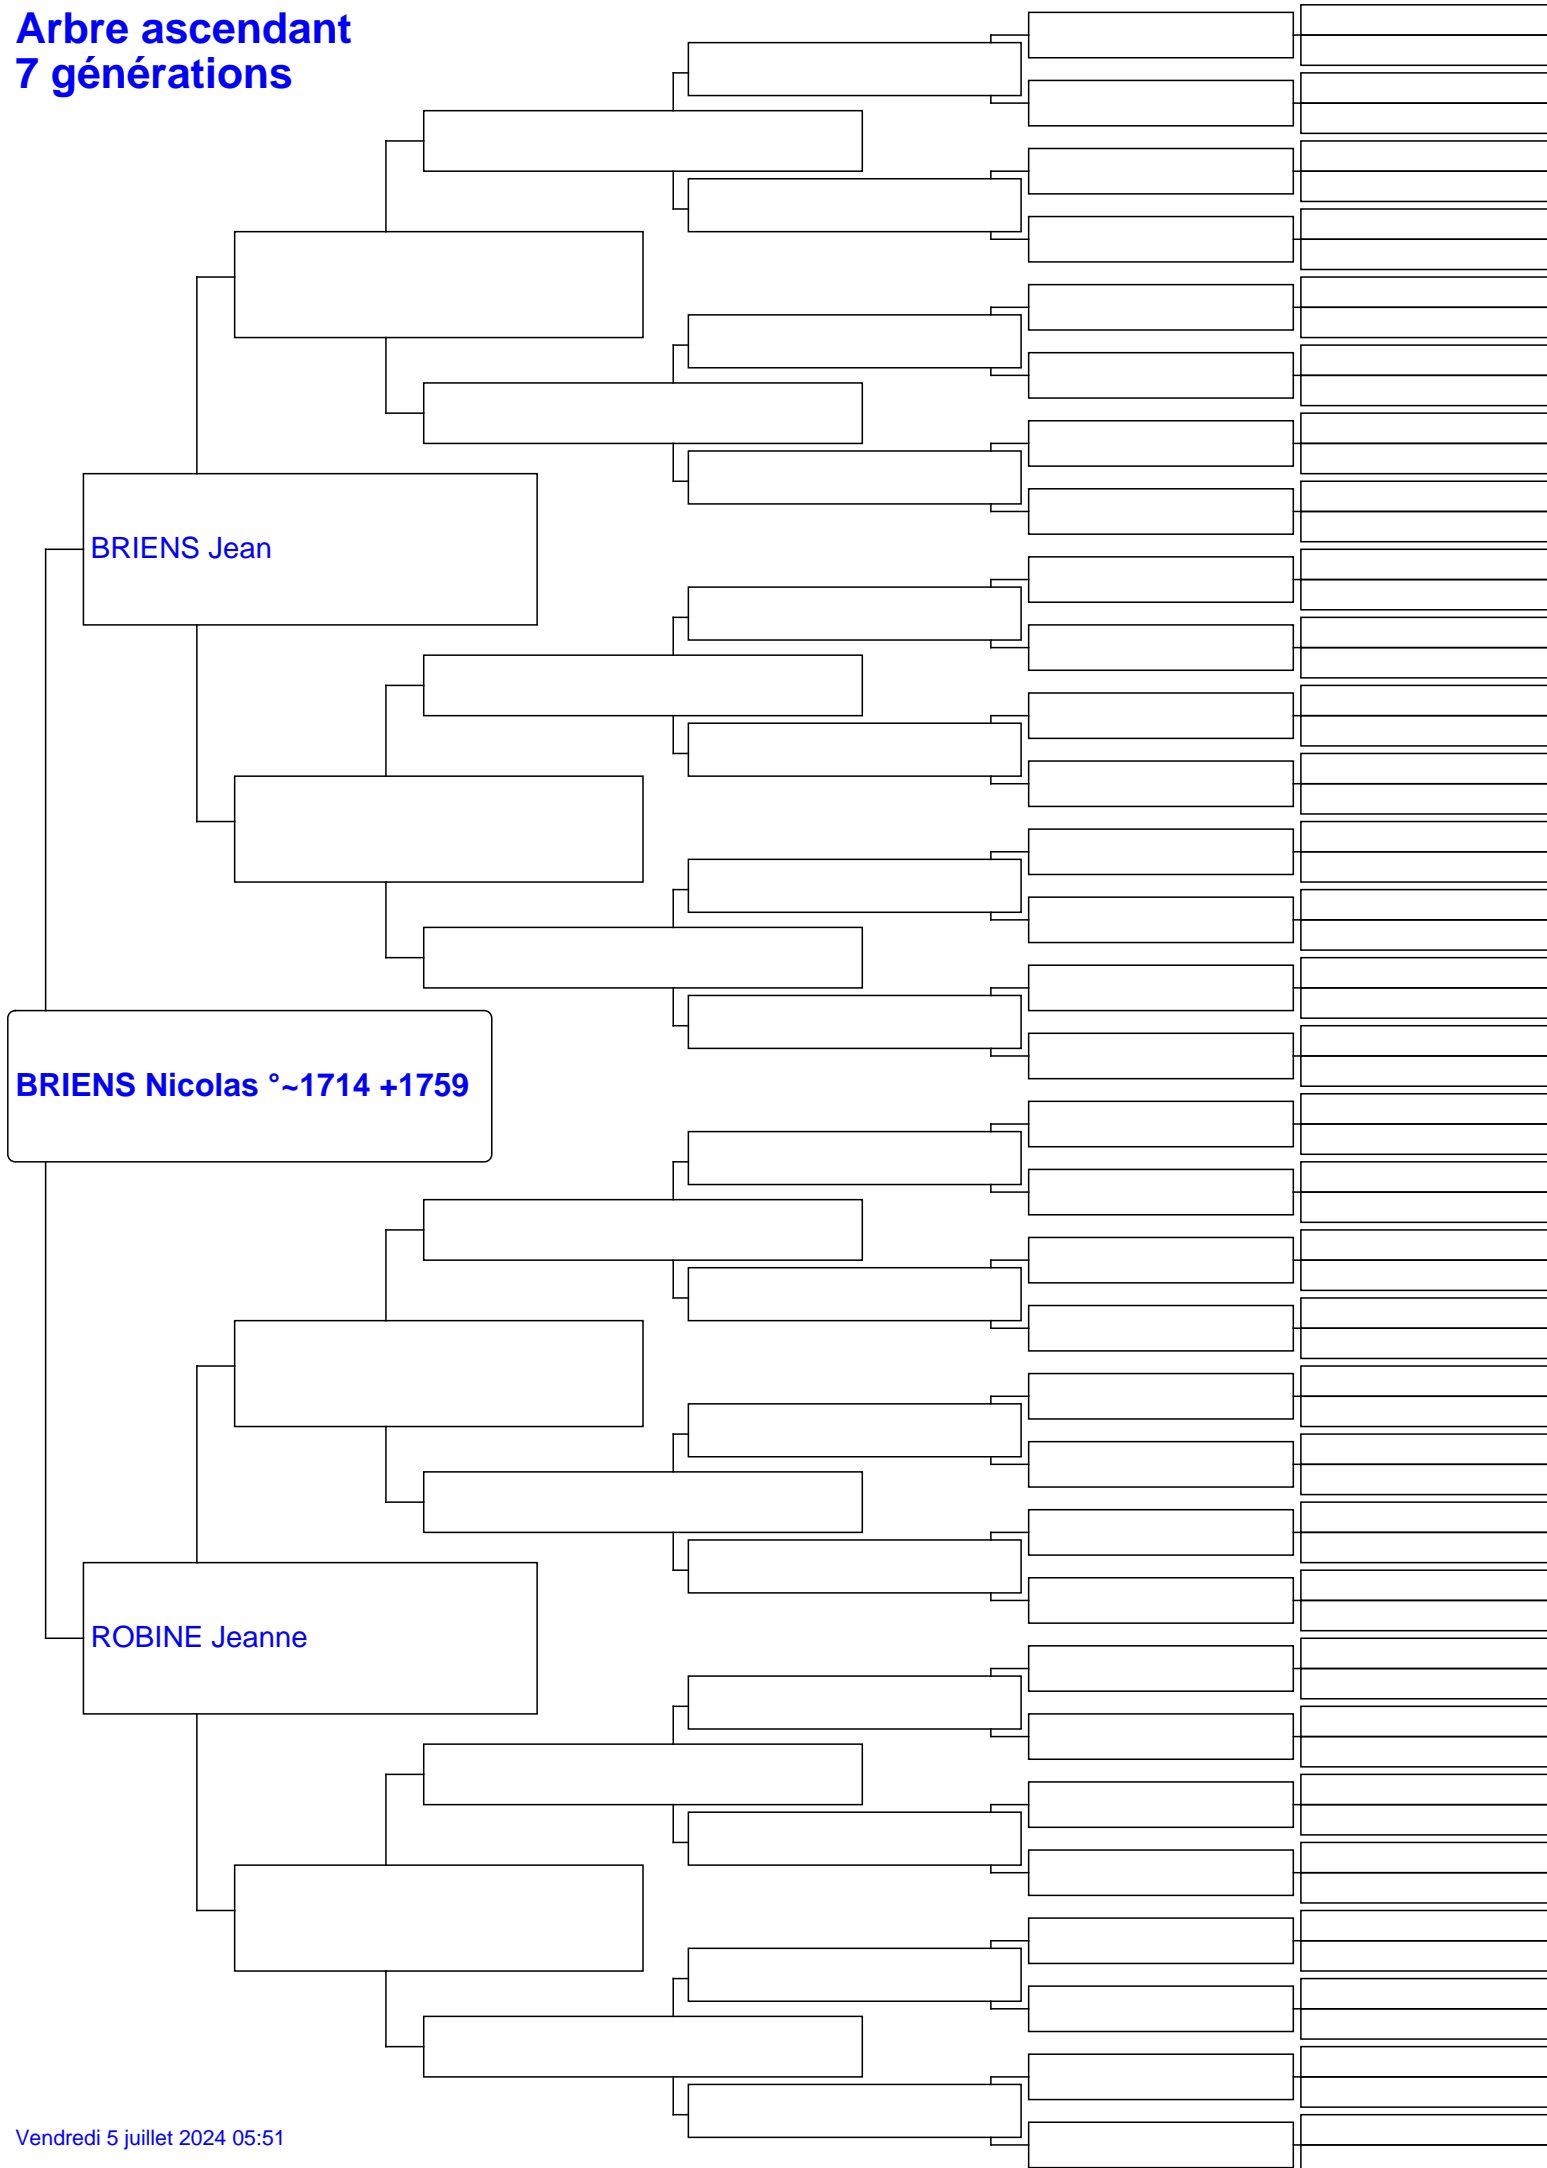 Arbre ascendant
7 générations
BRIENS Jean
BRIENS Nicolas °~1714 +1759
ROBINE Jeanne
Vendredi 5 juillet 2024 05:51